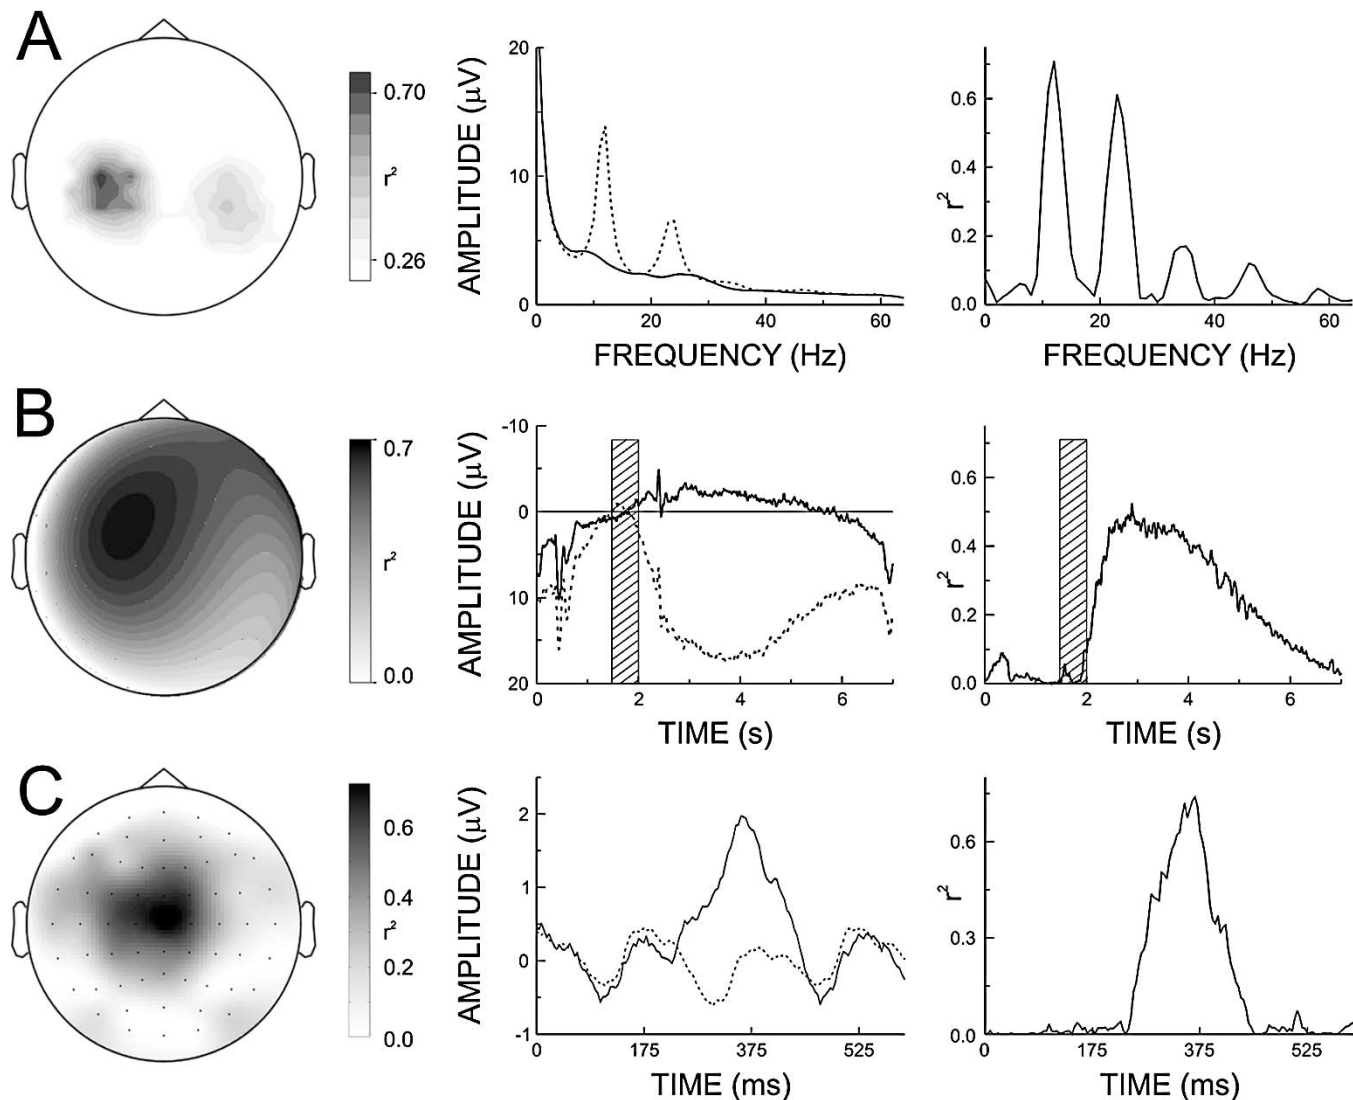 A
0.70
r²
0.26
AMPLITUDE (μV)
20
10
0
0 20 40 60
FREQUENCY (Hz)
r²
0.6
0.4
0.2
0.0
0 20 40 60
FREQUENCY (Hz)
B
0.7
r²
0.0
AMPLITUDE (μV)
-10
0
10
20
0 2 4 6
TIME (s)
r²
0.6
0.4
0.2
0.0
0 2 4 6
TIME (s)
C
0.6
0.4
r²
0.2
0.0
AMPLITUDE (μV)
2
1
0
-1
0 175 375 525
TIME (ms)
r²
0.6
0.3
0.0
0 175 375 525
TIME (ms)